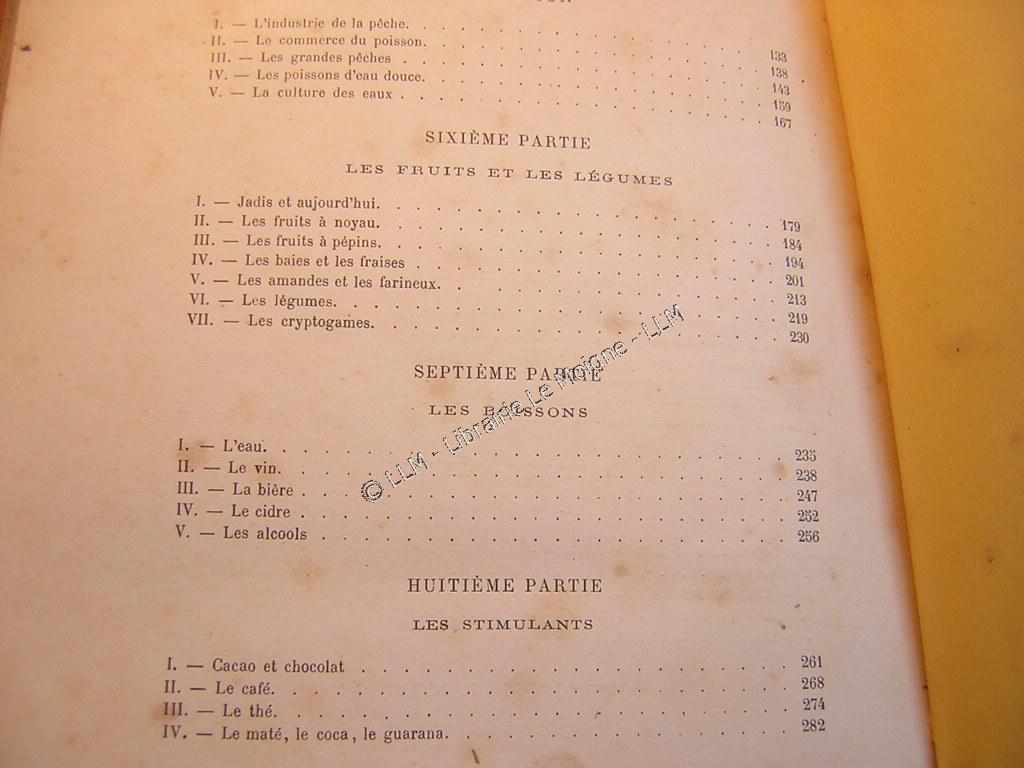 I. — L'industrie de la pêche. 133
II. — Le commerce du poisson. 138
III. — Les grandes pêches 143
IV. — Les poissons d'eau douce. 159
V. — La culture des eaux 167
SIXIÈME PARTIE
LES FRUITS ET LES LÉGUMES
I. — Jadis et aujourd'hui. 179
II. — Les fruits à noyau. 184
III. — Les fruits à pépins. 194
IV. — Les baies et les fraises 201
V. — Les amandes et les farineux. 213
VI. — Les légumes. 219
VII. — Les cryptogames. 230
SEPTIÈME PARTIE
LES BOISSONS
© LLM - Librairie Le Moigne - LLM
I. — L'eau. 235
II. — Le vin. 238
III. — La bière 247
IV. — Le cidre 252
V. — Les alcools 256
HUITIÈME PARTIE
LES STIMULANTS
I. — Cacao et chocolat 261
II. — Le café. 268
III. — Le thé. 274
IV. — Le maté, le coca, le guarana. 282